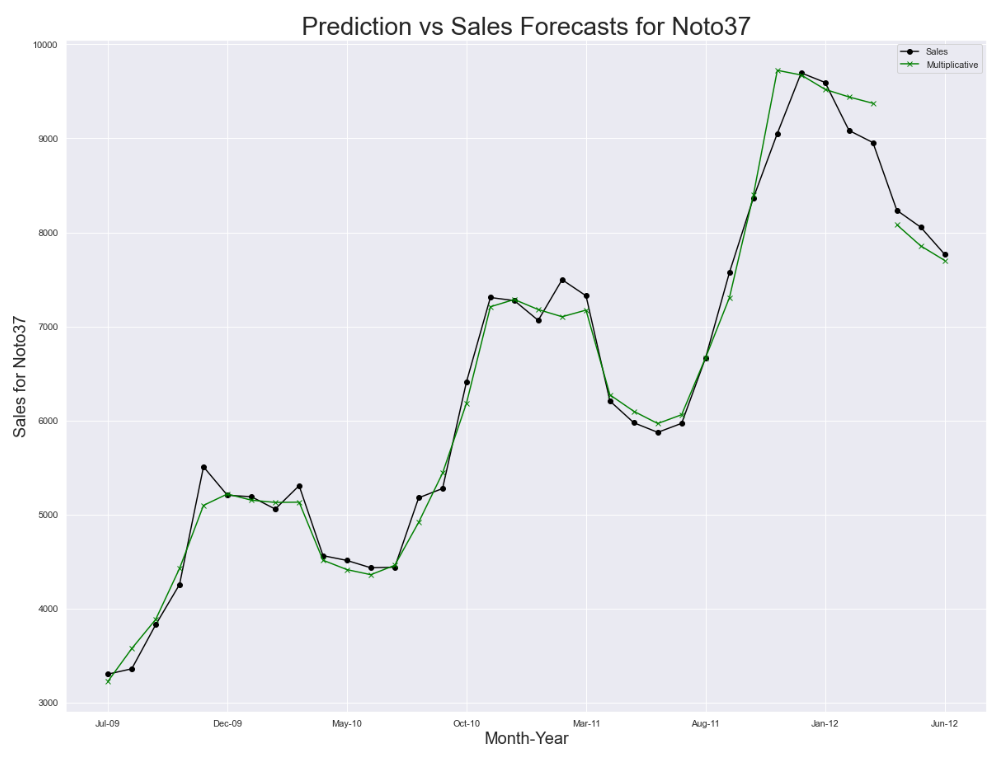 Prediction vs Sales Forecasts for Noto37
Sales
Multiplicative
Sales for Noto37
10000
9000
8000
7000
6000
5000
4000
3000
Jul-09 Dec-09 May-10 Oct-10 Mar-11 Aug-11 Jan-12 Jun-12
Month-Year